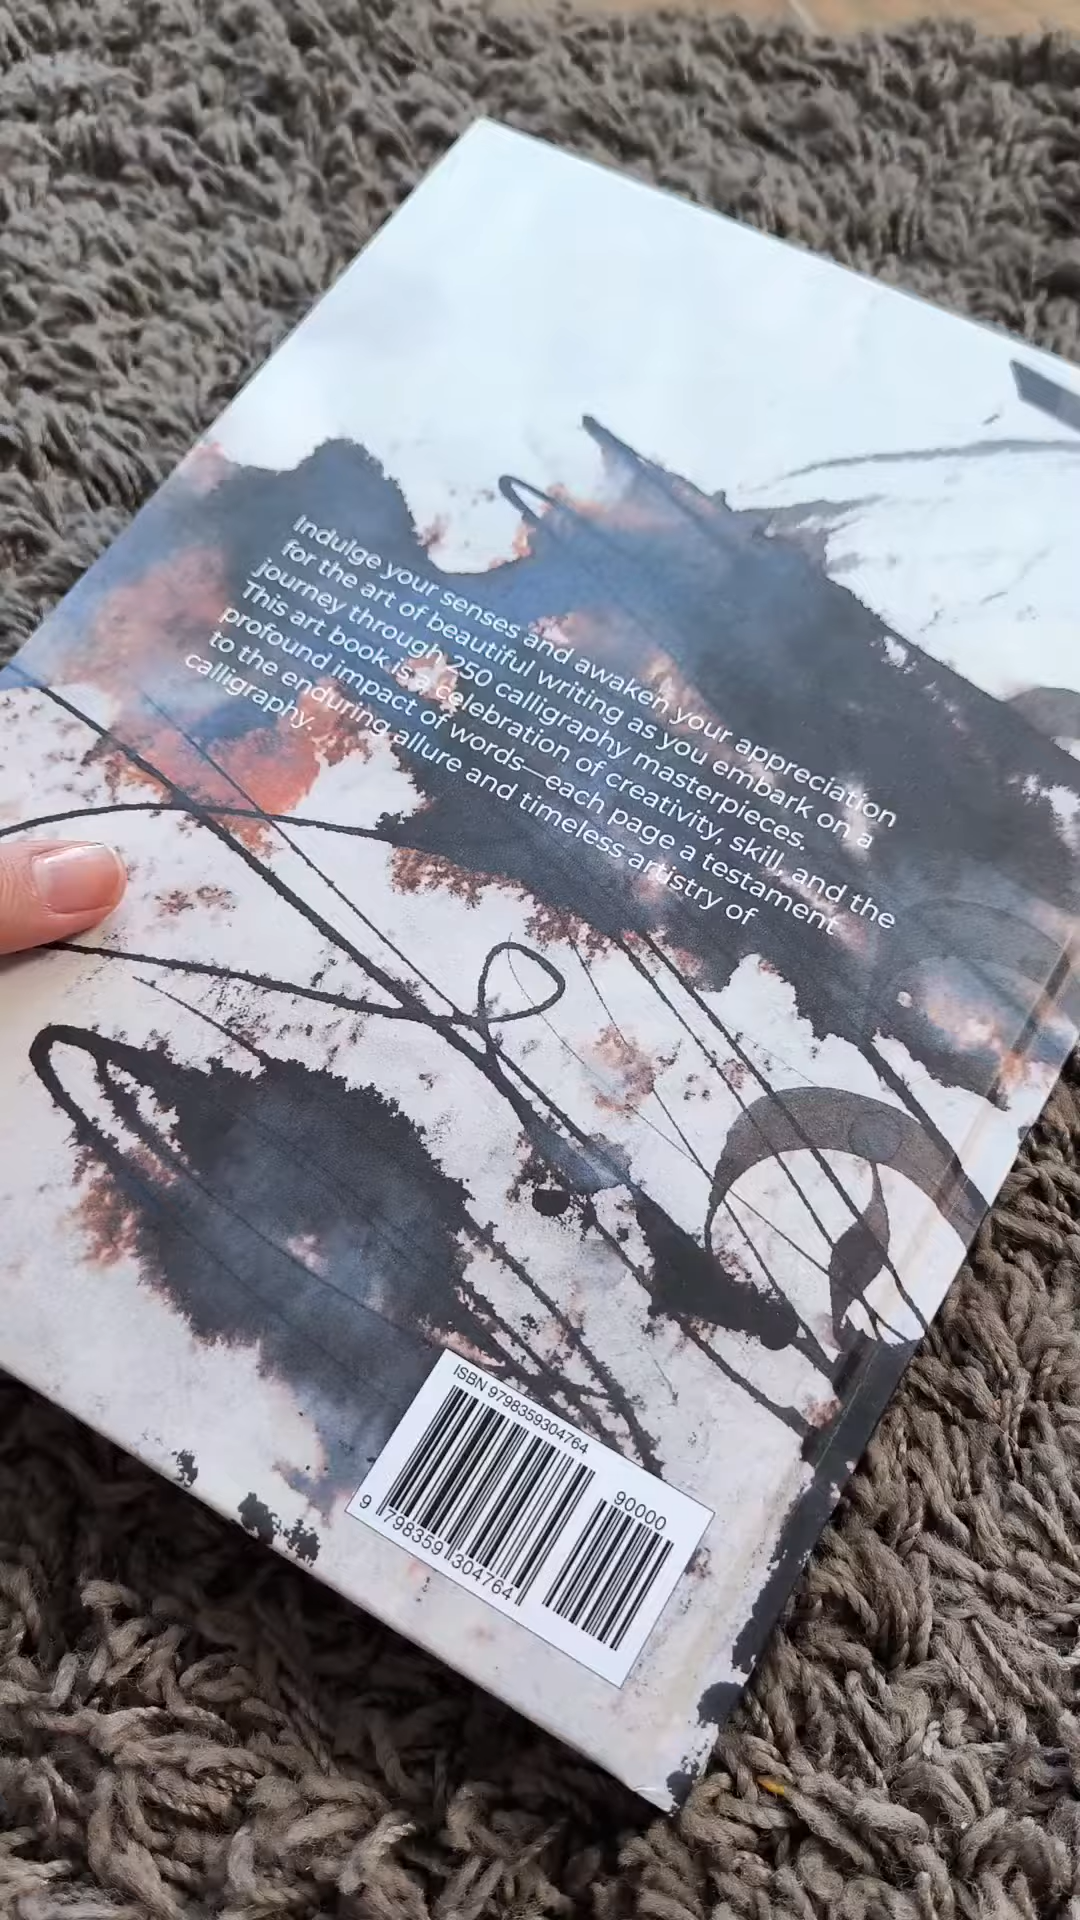 Indulge your senses and awaken your appreciation
for the art of beautiful writing as you embark on a
journey through 250 calligraphy masterpieces.
This art book is a celebration of creativity, skill, and the
profound impact of words—each page a testament
to the enduring allure and timeless artistry of
calligraphy.
ISBN 9798359304764
90000
9 798359 304764